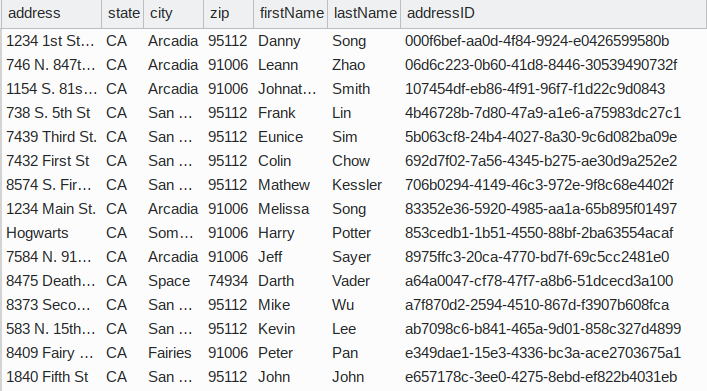 address state city zip firstName lastName addressID
1234 1st St... CA Arcadia 95112 Danny Song 000f6bef-aa0d-4f84-9924-e0426599580b
746 N. 847t... CA Arcadia 91006 Leann Zhao 06d6c223-0b60-41d8-8446-30539490732f
1154 S. 81s... CA Arcadia 91006 Johnat... Smith 107454df-eb86-4f91-96f7-f1d22c9d0843
738 S. 5th St CA San ... 95112 Frank Lin 4b46728b-7d80-47a9-a1e6-a75983dc27c1
7439 Third St. CA San ... 95112 Eunice Sim 5b063cf8-24b4-4027-8a30-9c6d082ba09e
7432 First St CA San ... 95112 Colin Chow 692d7f02-7a56-4345-b275-ae30d9a252e2
8574 S. Fir... CA San ... 95112 Mathew Kessler 706b0294-4149-46c3-972e-9f8c68e4402f
1234 Main St. CA Arcadia 91006 Melissa Song 83352e36-5920-4985-aa1a-65b895f01497
Hogwarts CA Som... 91006 Harry Potter 853cedb1-1b51-4550-88bf-2ba63554acaf
7584 N. 91... CA Arcadia 91006 Jeff Sayer 8975ffc3-20ca-4770-bd7f-69c5cc2481e0
8475 Death... CA Space 74934 Darth Vader a64a0047-cf78-47f7-a8b6-51dcecd3a100
8373 Seco... CA San ... 95112 Mike Wu a7f870d2-2594-4510-867d-f3907b608fca
583 N. 15th... CA San ... 95112 Kevin Lee ab7098c6-b841-465a-9d01-858c327d4899
8409 Fairy ... CA Fairies 91006 Peter Pan e349dae1-15e3-4336-bc3a-ace2703675a1
1840 Fifth St CA San ... 95112 John John e657178c-3ee0-4275-8ebd-ef822b4031eb